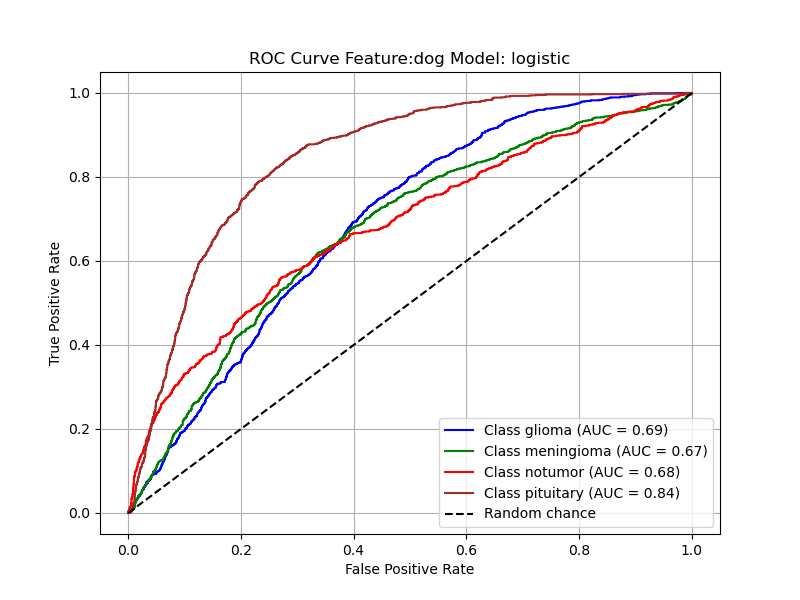 ROC Curve Feature:dog Model: logistic
True Positive Rate
1.0
0.8
0.6
0.4
0.2
0.0
Class glioma (AUC = 0.69)
Class meningioma (AUC = 0.67)
Class notumor (AUC = 0.68)
Class pituitary (AUC = 0.84)
Random chance
0.0 0.2 0.4 0.6 0.8 1.0
False Positive Rate